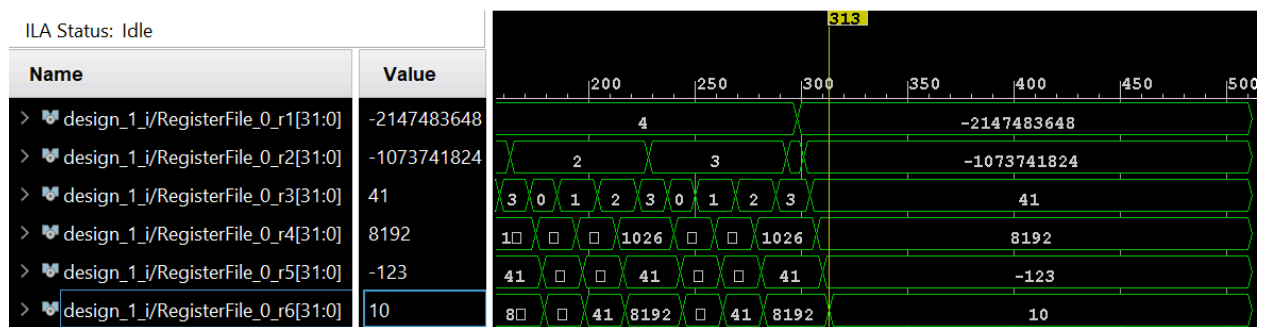 ILA Status: Idle
313
Name Value
200 250 300 350 400 450 500
design_1_i/RegisterFile_0_r1[31:0] -2147483648 4 -2147483648
design_1_i/RegisterFile_0_r2[31:0] -1073741824 2 3 -1073741824
design_1_i/RegisterFile_0_r3[31:0] 41 3 0 1 2 3 0 1 2 3 41
design_1_i/RegisterFile_0_r4[31:0] 8192 1 1026 1026 8192
design_1_i/RegisterFile_0_r5[31:0] -123 41 41 41 -123
design_1_i/RegisterFile_0_r6[31:0] 10 8 41 8192 41 8192 10